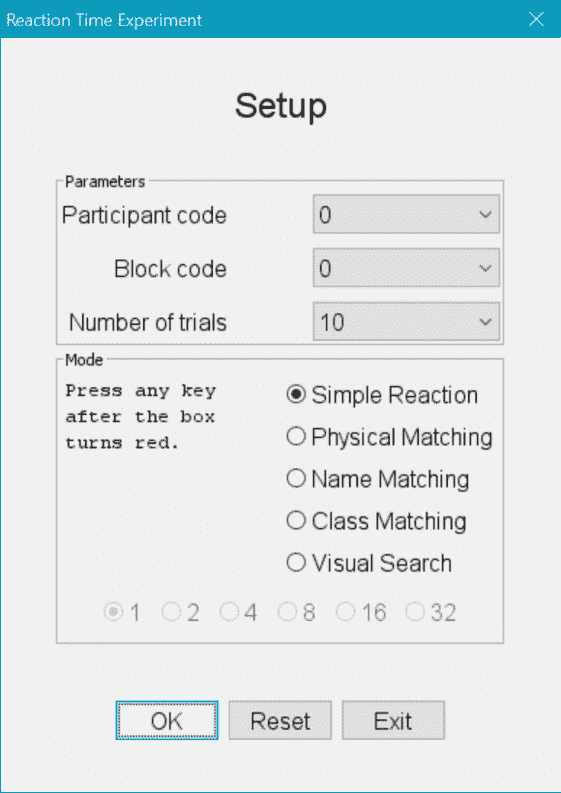 Reaction Time Experiment
Setup
Parameters
Participant code 0
Block code 0
Number of trials 10
Mode
Press any key
after the box
turns red.
Simple Reaction
Physical Matching
Name Matching
Class Matching
Visual Search
1 2 4 8 16 32
OK Reset Exit